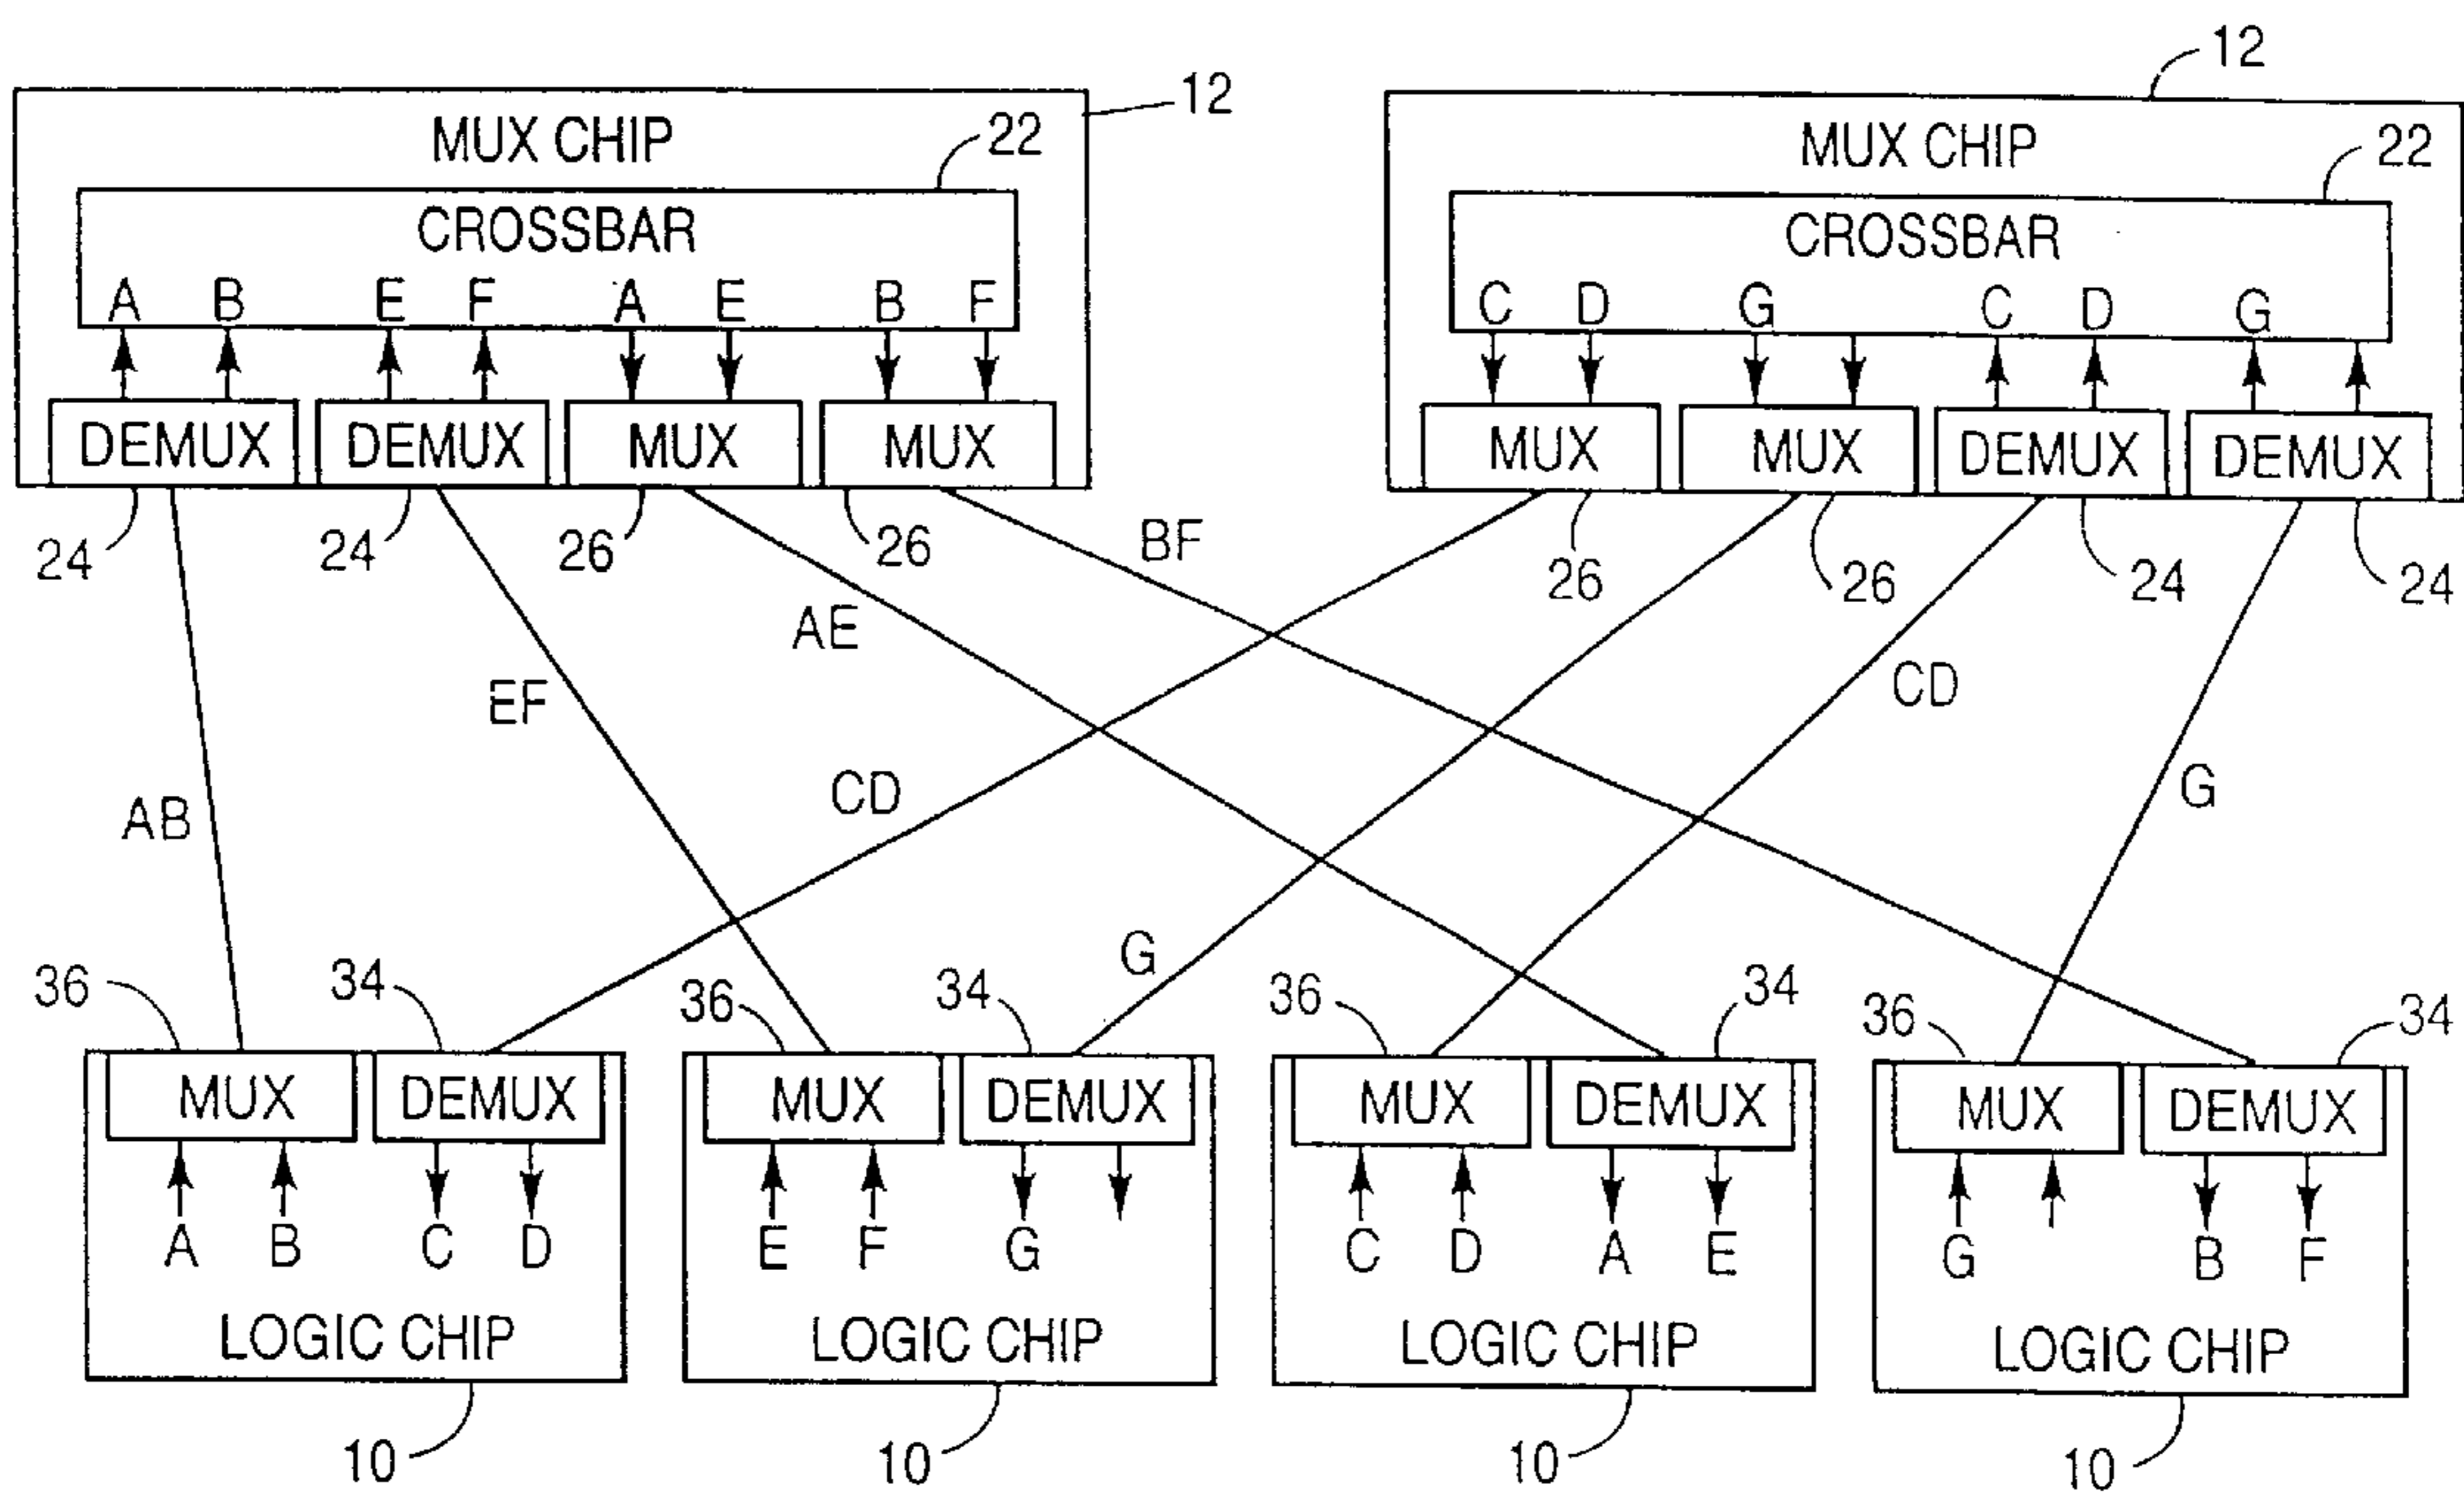 12
12
MUX CHIP
22
MUX CHIP
22
CROSSBAR
CROSSBAR
A B E F A E B F
C D G C D G
DEMUX DEMUX MUX MUX
MUX MUX DEMUX DEMUX
24 24 26 26
BF
26 26 24 24
AE
EF
CD
CD
G
AB
G
36 34 36 34 36 34 36 34
MUX DEMUX
MUX DEMUX
MUX DEMUX
MUX DEMUX
A B C D
E F G
C D A E
G B F
LOGIC CHIP
LOGIC CHIP
LOGIC CHIP
LOGIC CHIP
10 10 10 10